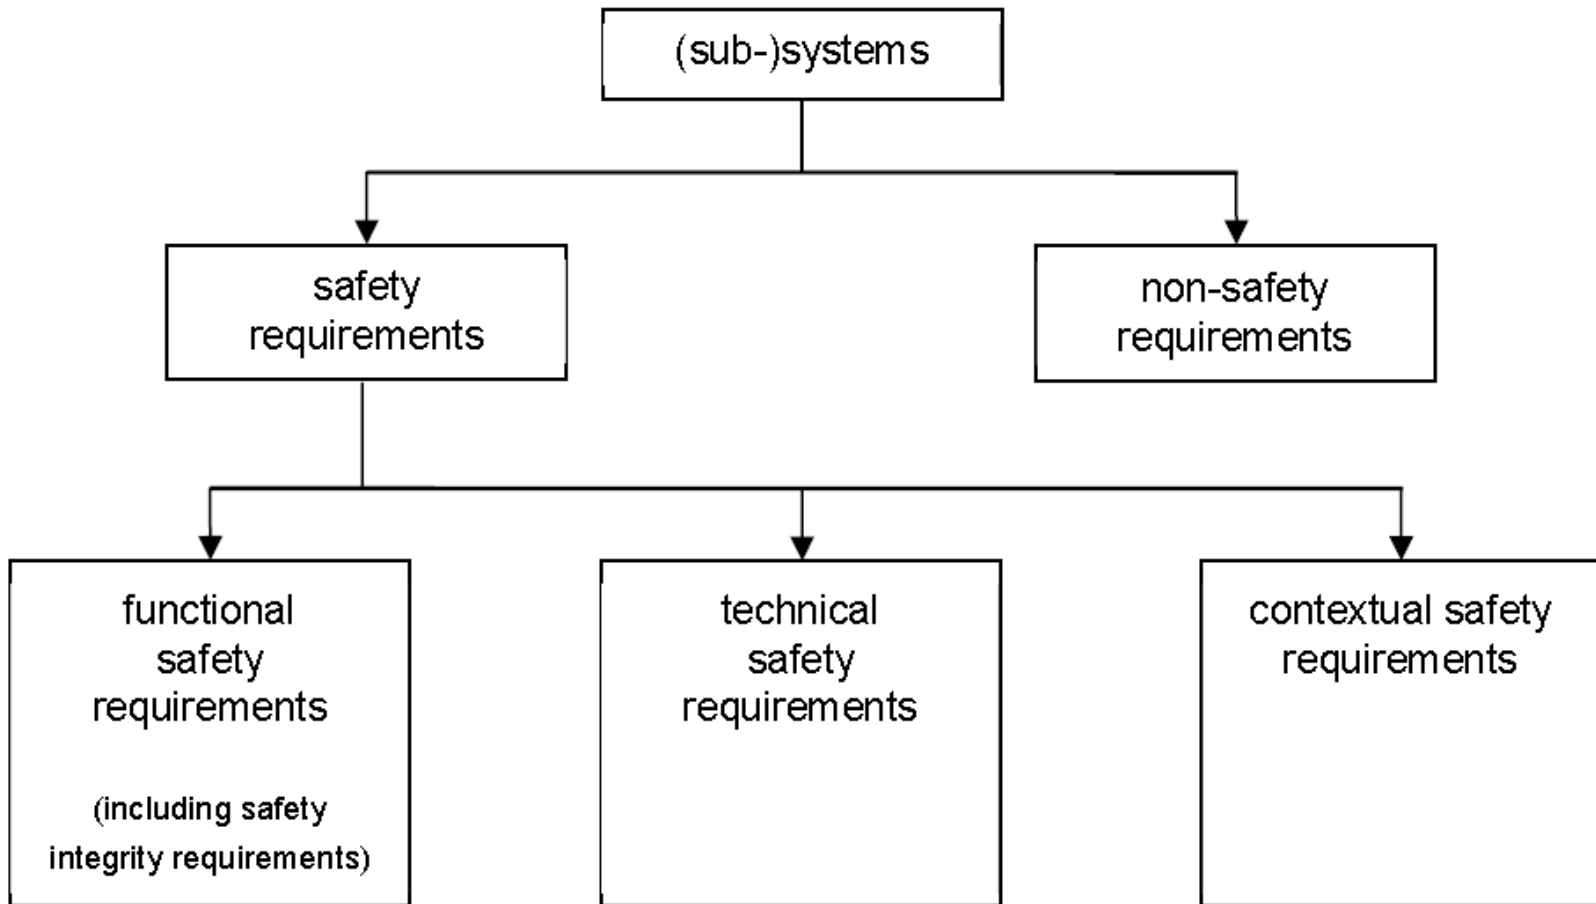 (sub-)systems
safety
requirements
non-safety
requirements
functional
safety
requirements
(including safety
integrity requirements)
technical
safety
requirements
contextual safety
requirements